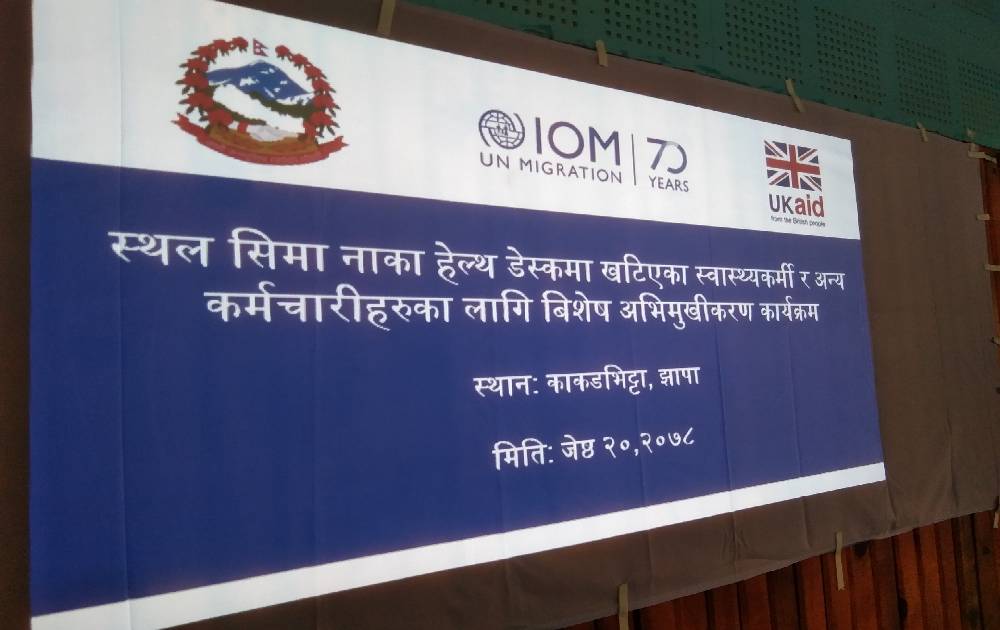 IOM
UN MIGRATION
70
YEARS
UKaid
from the British people
स्थल सिमा नाका हेल्थ डेस्कमा खटिएका स्वास्थ्यकर्मी र अन्य
कर्मचारीहरुका लागि बिशेष अभिमुखीकरण कार्यक्रम
स्थान: काकडभिट्टा, झापा
मिति: जेष्ठ २०,२०७८